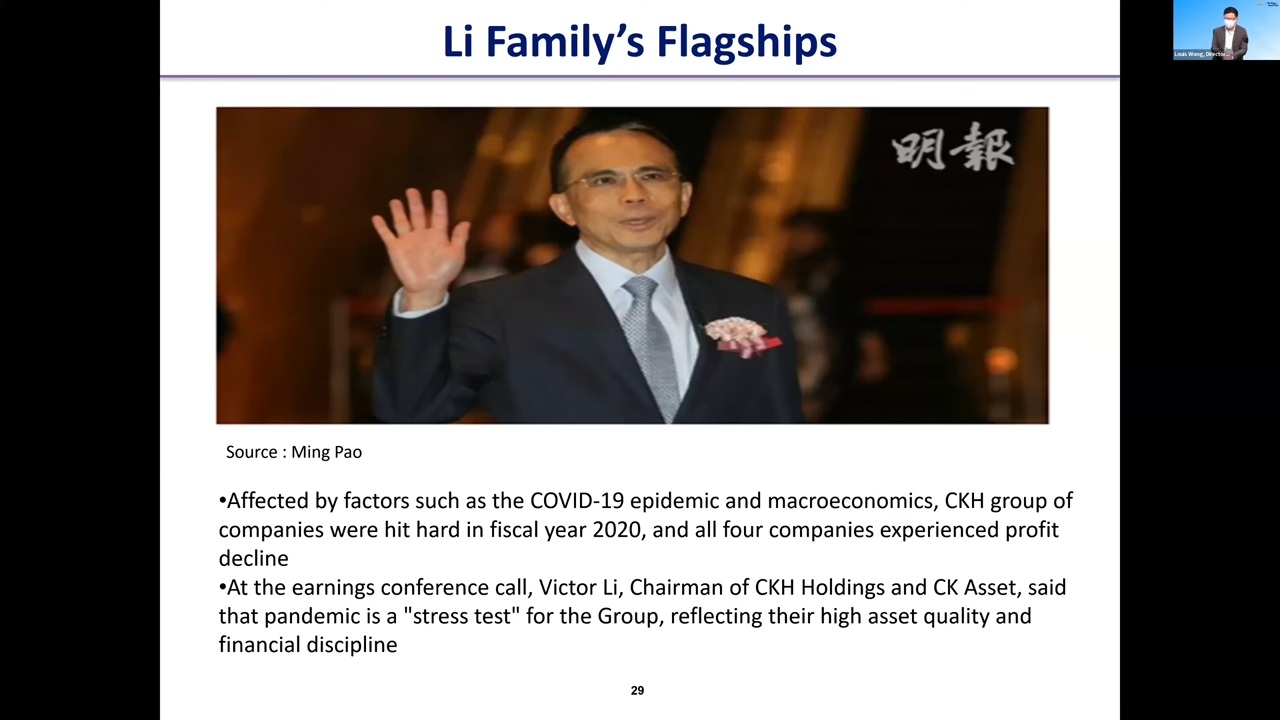 Li Family’s Flagships
明報
Source : Ming Pao
•Affected by factors such as the COVID-19 epidemic and macroeconomics, CKH group of
companies were hit hard in fiscal year 2020, and all four companies experienced profit
decline
•At the earnings conference call, Victor Li, Chairman of CKH Holdings and CK Asset, said
that pandemic is a "stress test" for the Group, reflecting their high asset quality and
financial discipline
29
Louis Wong, Director...